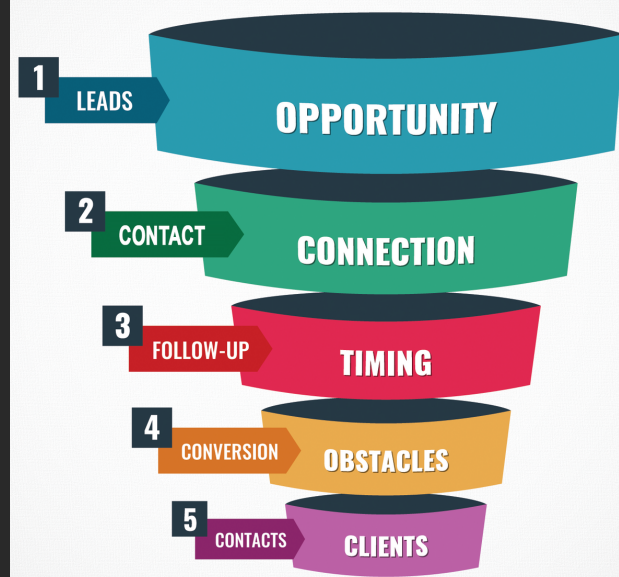 1
LEADS
OPPORTUNITY
2
CONTACT
CONNECTION
3
FOLLOW-UP
TIMING
4
CONVERSION
OBSTACLES
5
CONTACTS
CLIENTS